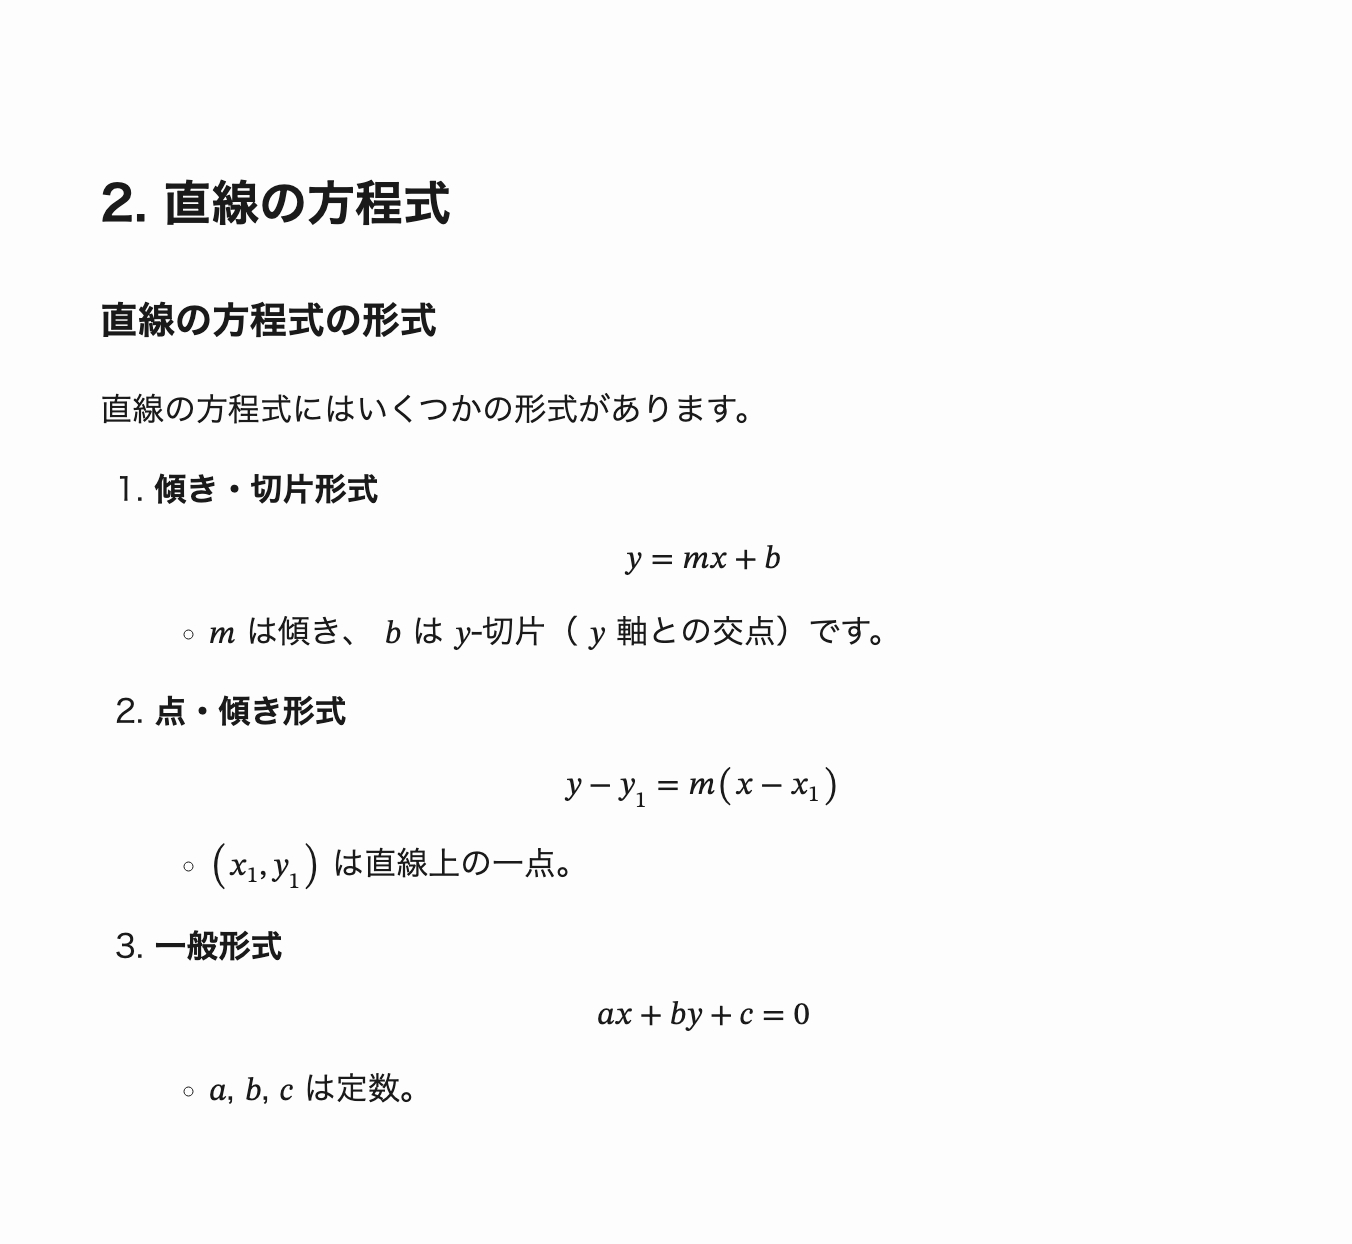 2. 直線の方程式
直線の方程式の形式
直線の方程式にはいくつかの形式があります。
1. 傾き・切片形式
y = mx + b
◦ m は傾き、 b は y-切片（ y 軸との交点）です。
2. 点・傾き形式
y − y₁ = m(x − x₁)
◦ (x₁, y₁) は直線上の一点。
3. 一般形式
ax + by + c = 0
◦ a, b, c は定数。